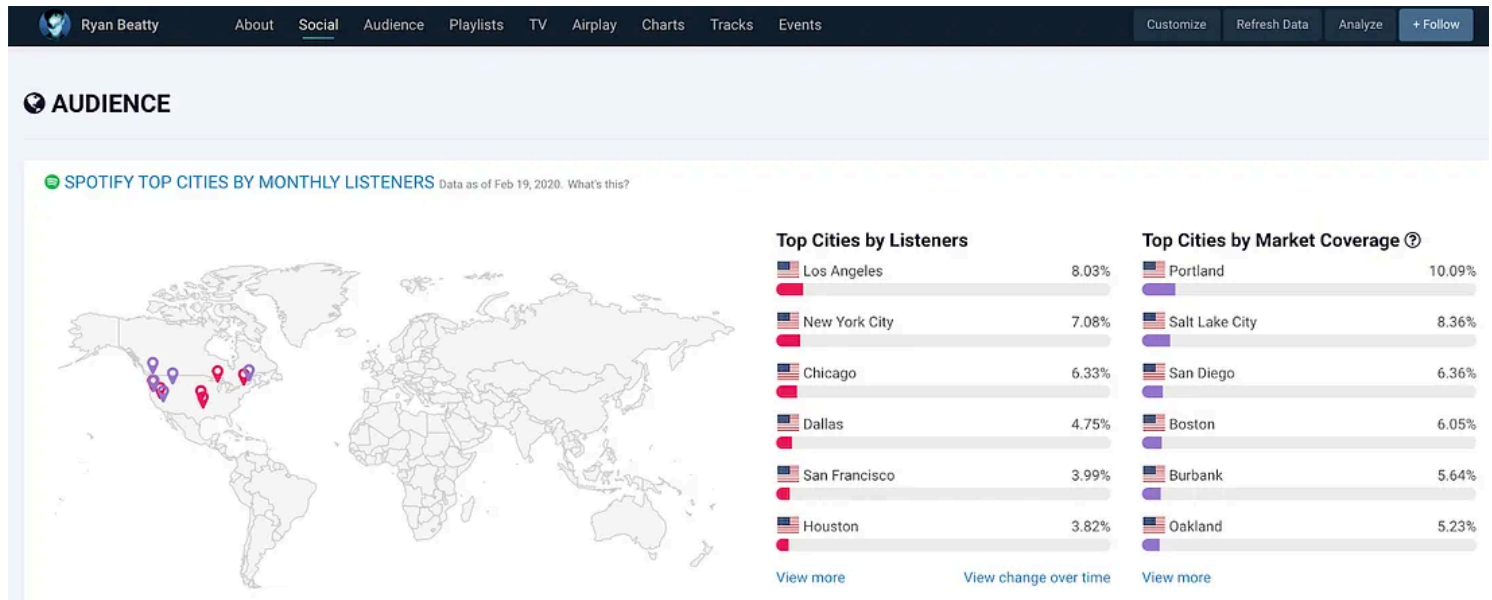 Ryan Beatty About Social Audience Playlists TV Airplay Charts Tracks Events Customize Refresh Data Analyze + Follow
AUDIENCE
SPOTIFY TOP CITIES BY MONTHLY LISTENERS Data as of Feb 19, 2020. What's this?
Top Cities by Listeners
Los Angeles 8.03%
New York City 7.08%
Chicago 6.33%
Dallas 4.75%
San Francisco 3.99%
Houston 3.82%
View more View change over time
Top Cities by Market Coverage ?
Portland 10.09%
Salt Lake City 8.36%
San Diego 6.36%
Boston 6.05%
Burbank 5.64%
Oakland 5.23%
View more